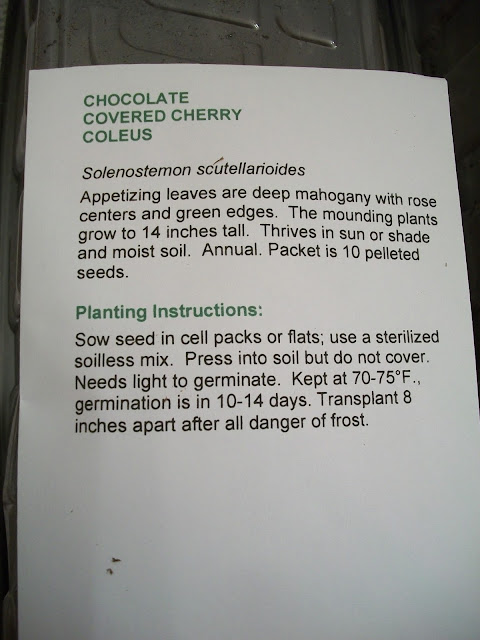 CHOCOLATE
COVERED CHERRY
COLEUS
Solenostemon scutellarioides
Appetizing leaves are deep mahogany with rose
centers and green edges. The mounding plants
grow to 14 inches tall. Thrives in sun or shade
and moist soil. Annual. Packet is 10 pelleted
seeds.
Planting Instructions:
Sow seed in cell packs or flats; use a sterilized
soilless mix. Press into soil but do not cover.
Needs light to germinate. Kept at 70-75°F.,
germination is in 10-14 days. Transplant 8
inches apart after all danger of frost.